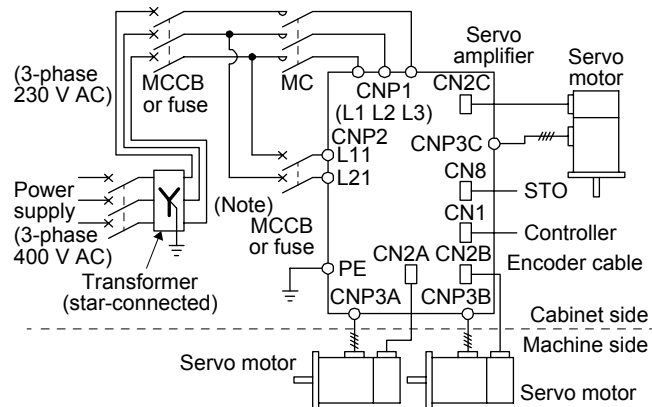 (3-phase
230 V AC)
MCCB
or fuse
MC
CNP1
(L1 L2 L3)
Servo
amplifier
CN2C
Servo
motor
CNP2
L11
L21
CNP3C
CN8
STO
CN1
Controller
Power
supply
(3-phase
400 V AC)
(Note)
MCCB
or fuse
Transformer
(star-connected)
PE
CN2A
CN2B
Encoder cable
CNP3A
CNP3B
Cabinet side
Machine side
Servo motor
Servo motor